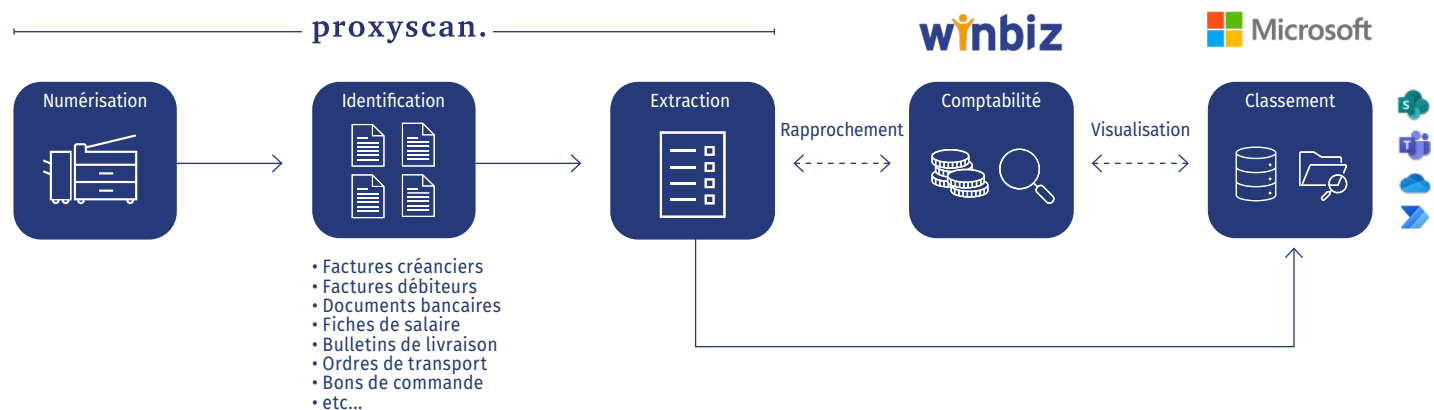 proxyscan.
winbiz
Microsoft
Numérisation
Identification
Extraction
Comptabilité
Classement
Rapprochement
Visualisation
S
T
• Factures créanciers
• Factures débiteurs
• Documents bancaires
• Fiches de salaire
• Bulletins de livraison
• Ordres de transport
• Bons de commande
• etc...